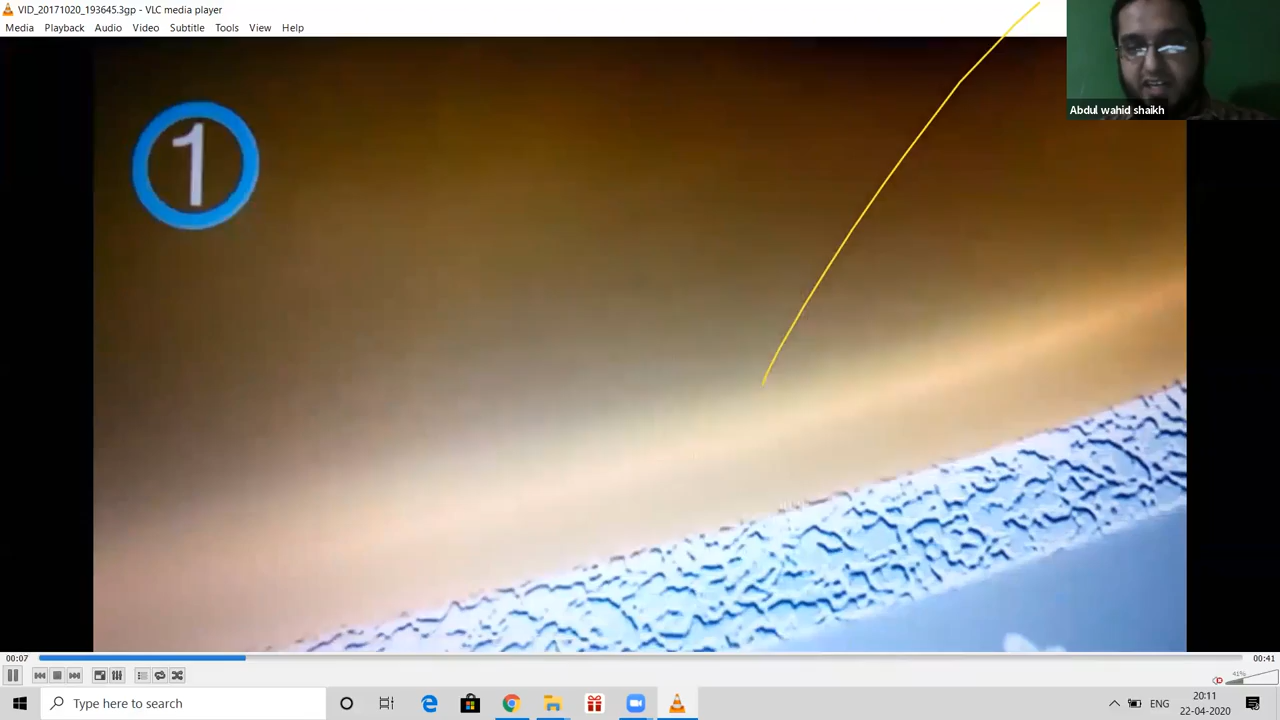 VID_20171020_193645.3gp - VLC media player
Media Playback Audio Video Subtitle Tools View Help
Abdul wahid shaikh
1
00:07
00:41
41%
Type here to search
ENG
20:11
22-04-2020